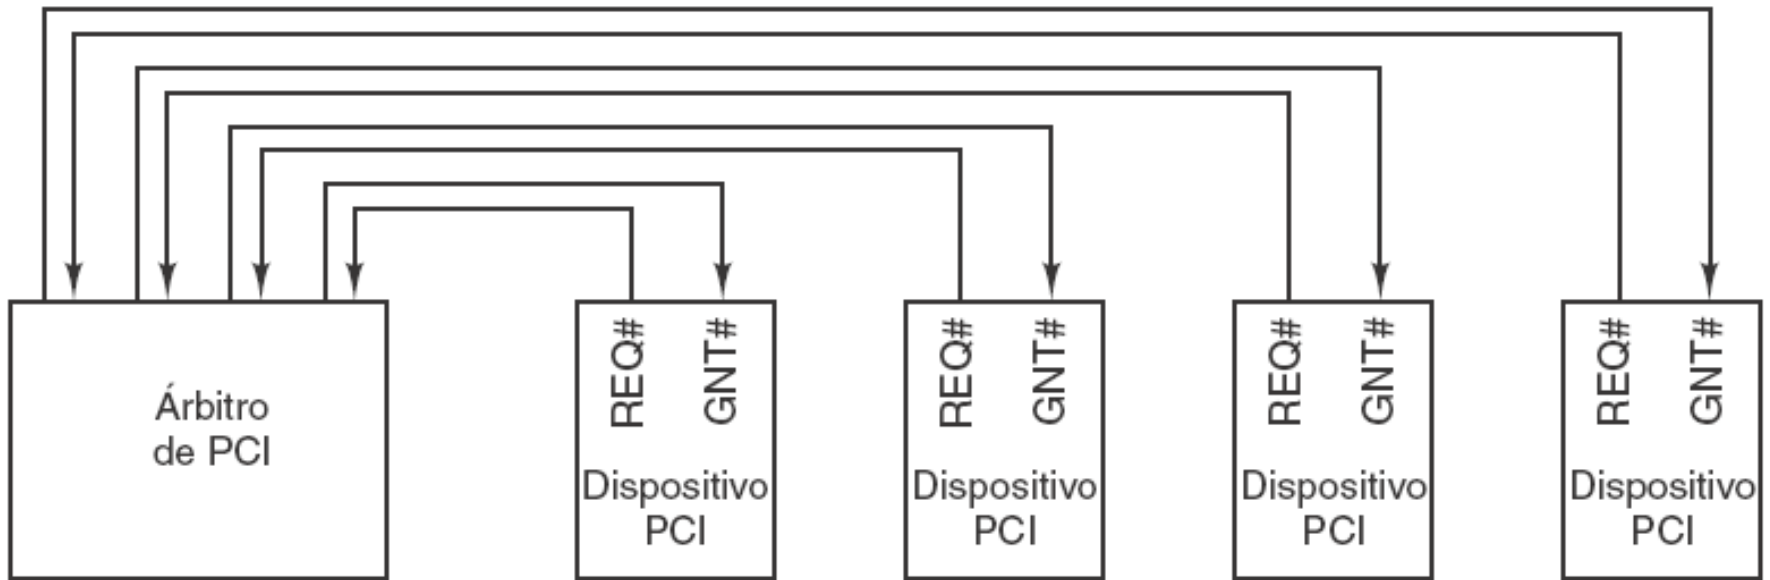 Árbitro
de PCI
REQ#
GNT#
Dispositivo
PCI
REQ#
GNT#
Dispositivo
PCI
REQ#
GNT#
Dispositivo
PCI
REQ#
GNT#
Dispositivo
PCI